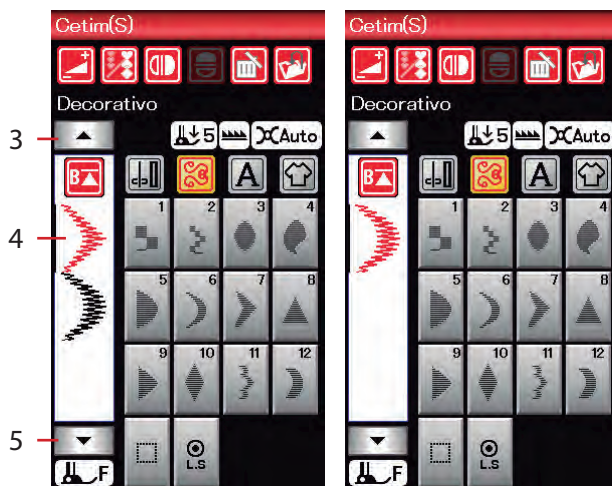 Cetim(S) Cetim(S)
Decorativo Decorativo
3 5 Auto 5 Auto
B A B A
4 1 2 3 4 1 2 3 4
5 6 7 8 5 6 7 8
9 10 11 12 9 10 11 12
5 L.S L.S
F F